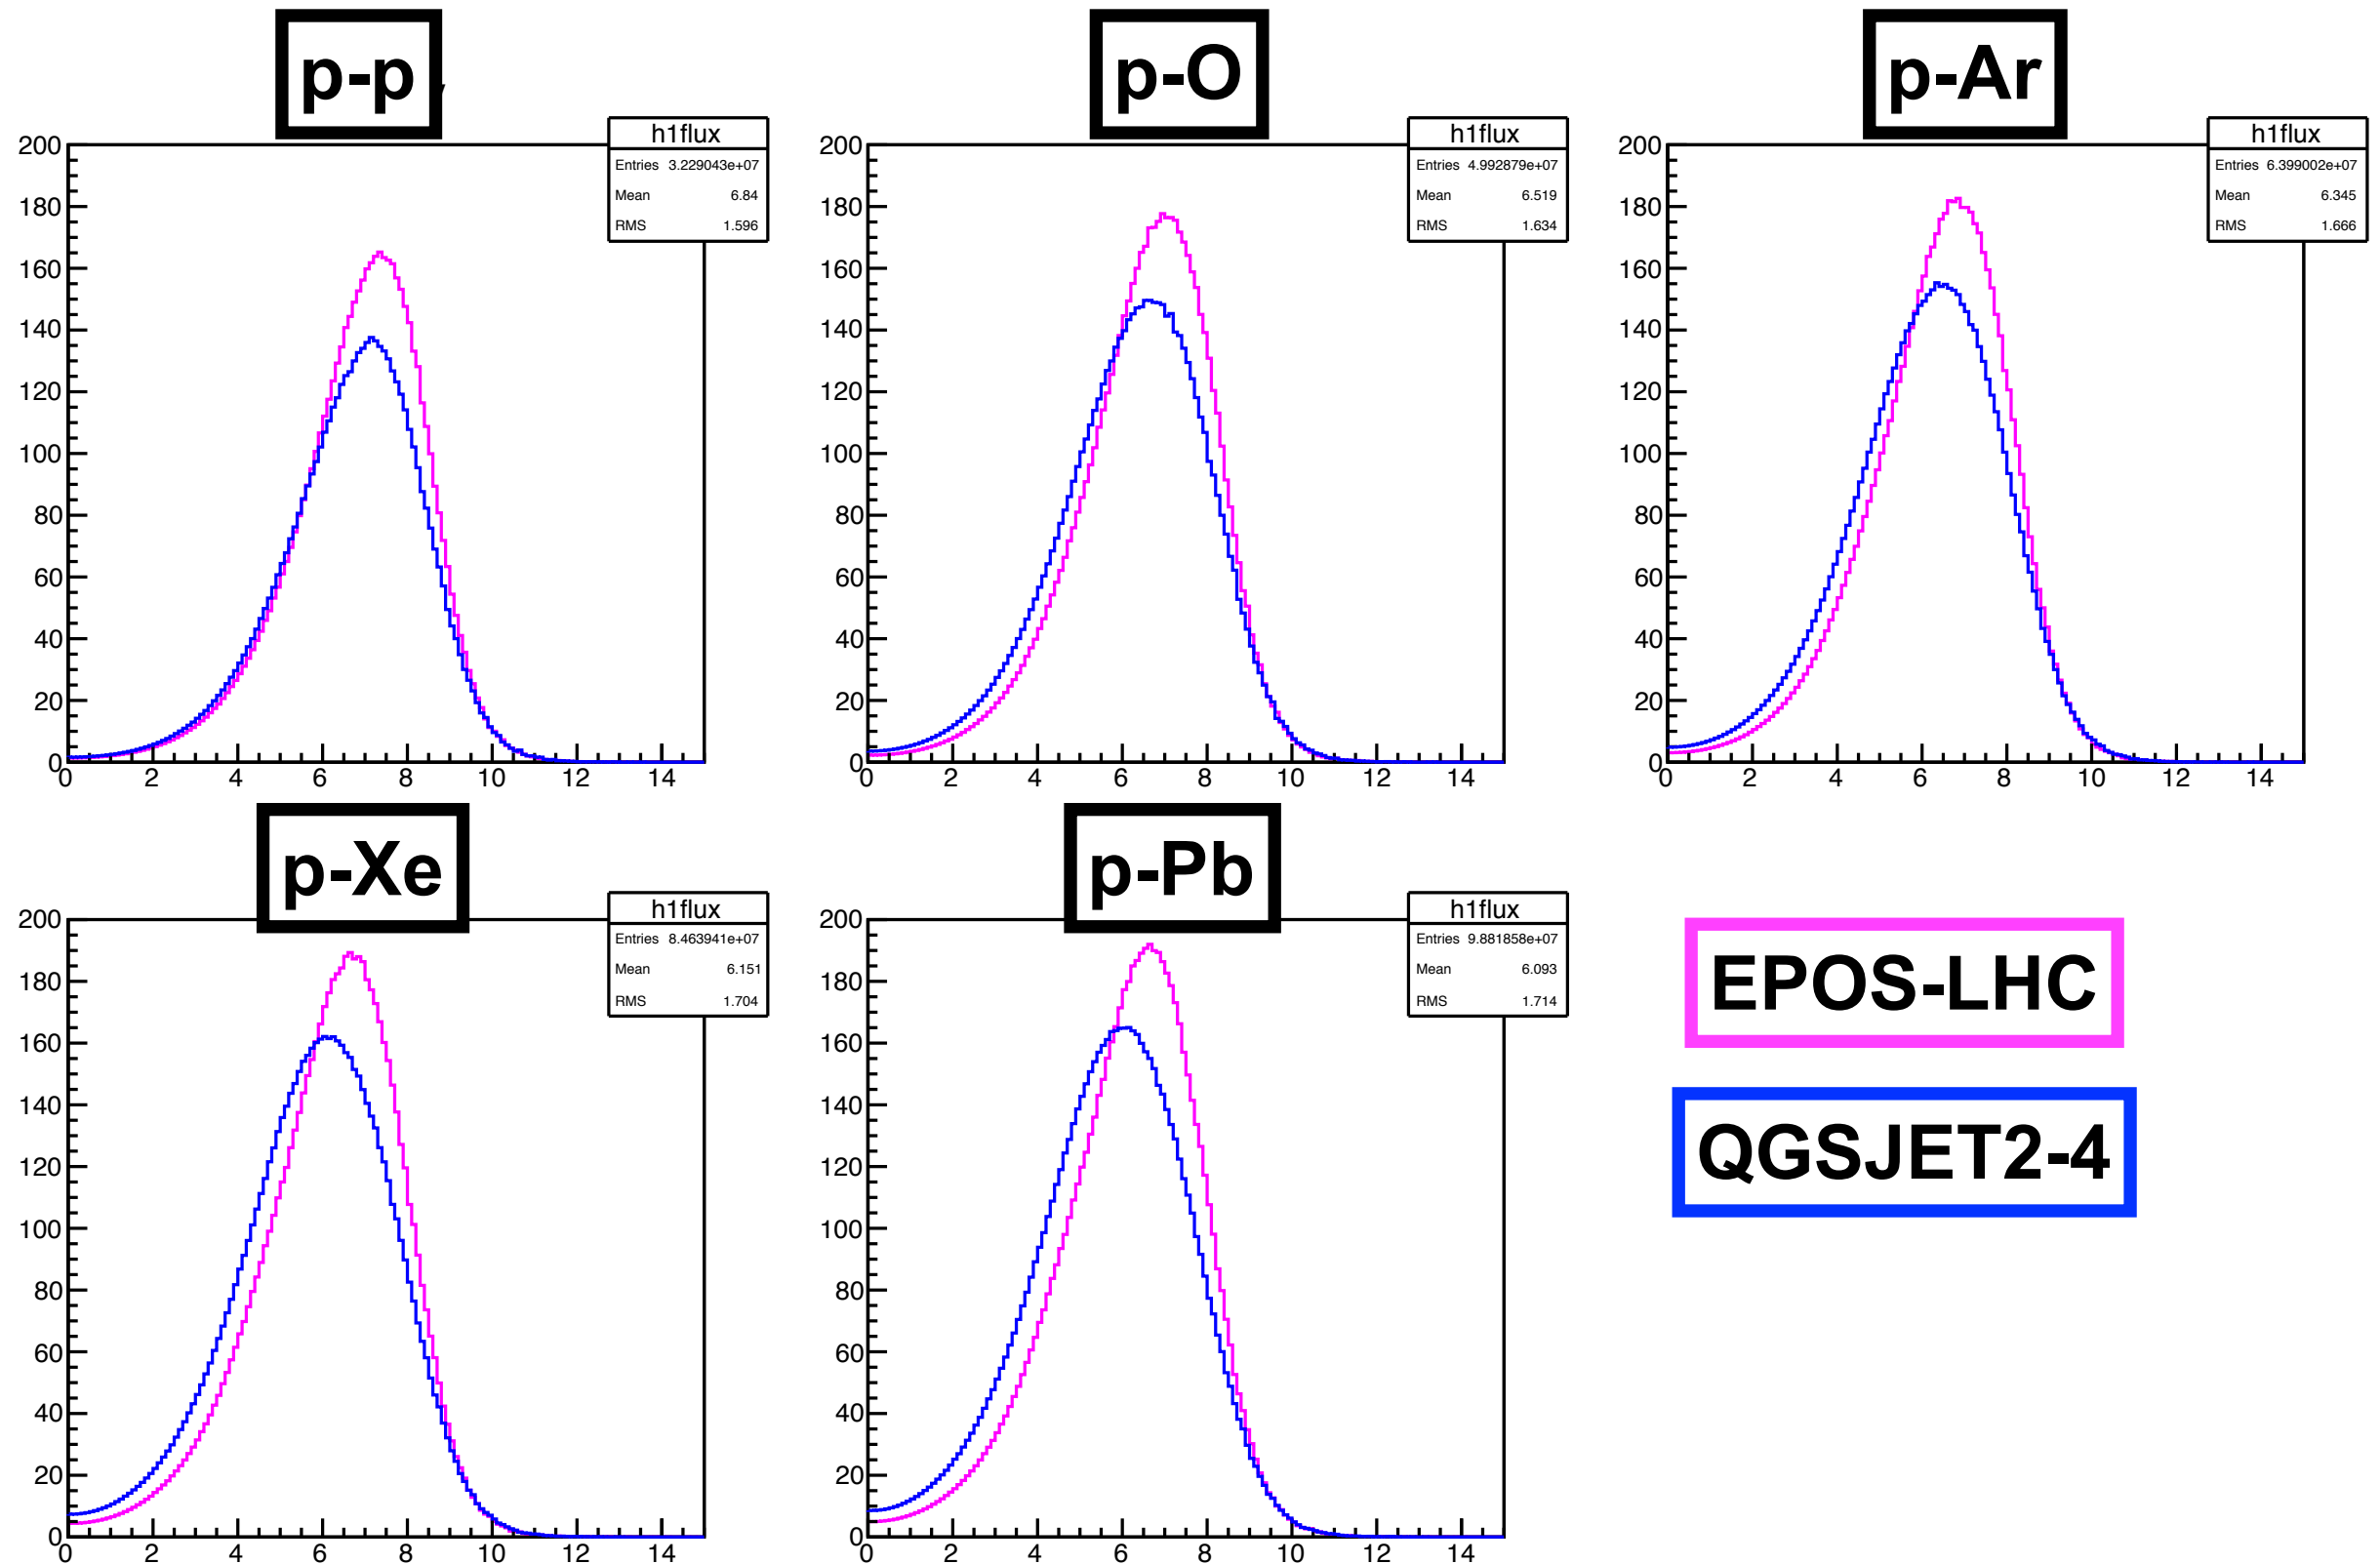 p-p
h1flux
Entries 3.229043e+07
Mean 6.84
RMS 1.596
200
180
160
140
120
100
80
60
40
20
0
0 2 4 6 8 10 12 14
p-O
h1flux
Entries 4.992879e+07
Mean 6.519
RMS 1.634
200
180
160
140
120
100
80
60
40
20
0
0 2 4 6 8 10 12 14
p-Ar
h1flux
Entries 6.399002e+07
Mean 6.345
RMS 1.666
200
180
160
140
120
100
80
60
40
20
0
0 2 4 6 8 10 12 14
p-Xe
h1flux
Entries 8.463941e+07
Mean 6.151
RMS 1.704
200
180
160
140
120
100
80
60
40
20
0
0 2 4 6 8 10 12 14
p-Pb
h1flux
Entries 9.881858e+07
Mean 6.093
RMS 1.714
200
180
160
140
120
100
80
60
40
20
0
0 2 4 6 8 10 12 14
EPOS-LHC
QGSJET2-4